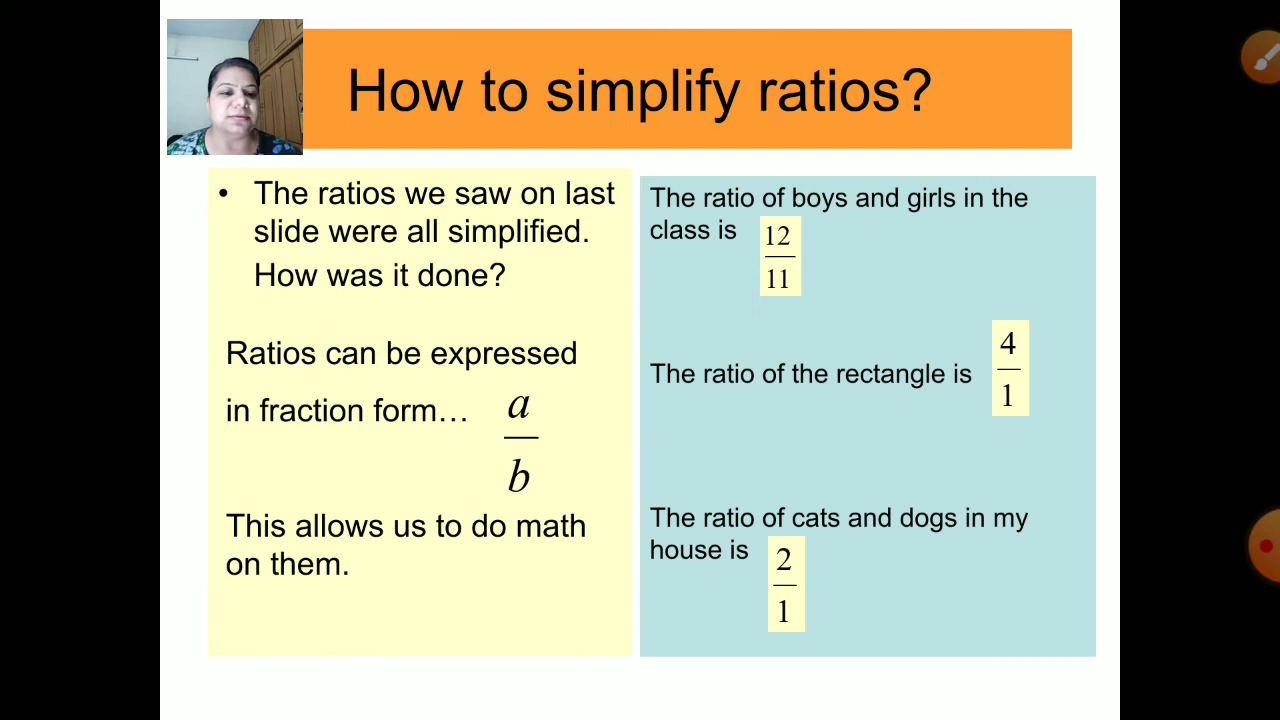 How to simplify ratios?
• The ratios we saw on last
slide were all simplified.
How was it done?
Ratios can be expressed
in fraction form… a/b
This allows us to do math
on them.
The ratio of boys and girls in the
class is 12/11
The ratio of the rectangle is 4/1
The ratio of cats and dogs in my
house is 2/1